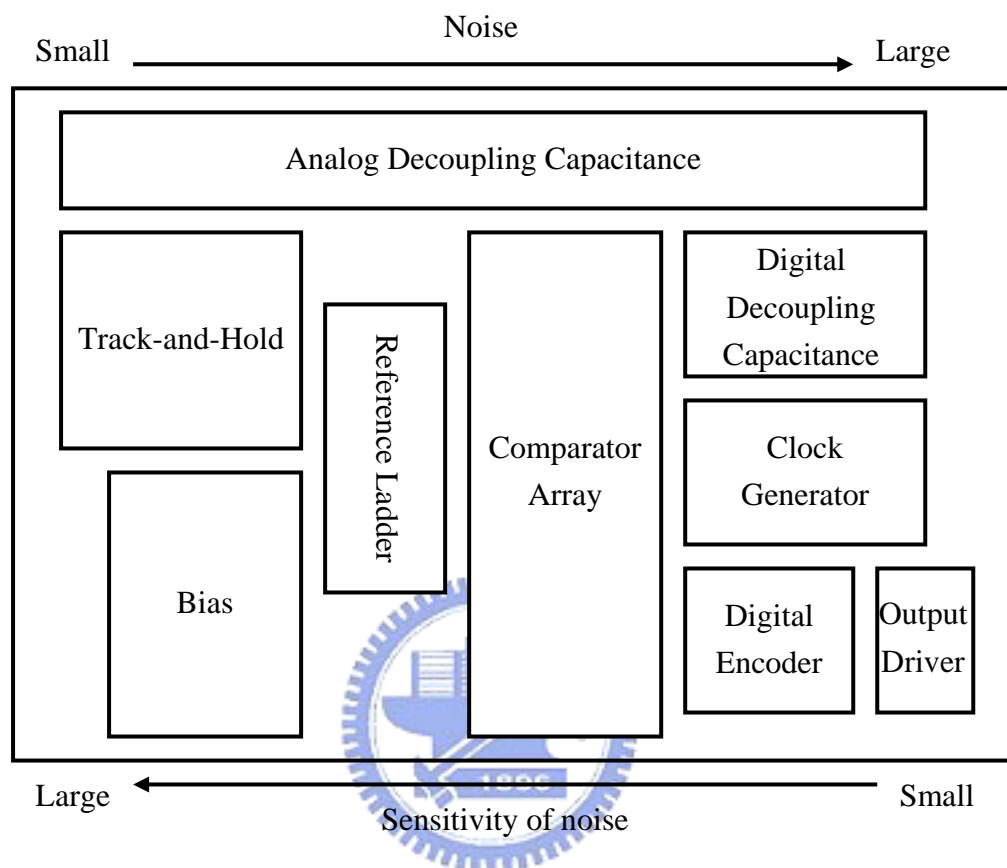 Noise
Small
Large
Analog Decoupling Capacitance
Track-and-Hold
Reference Ladder
Comparator
Array
Digital
Decoupling
Capacitance
Clock
Generator
Bias
Digital
Encoder
Output
Driver
1896
Large
Small
Sensitivity of noise